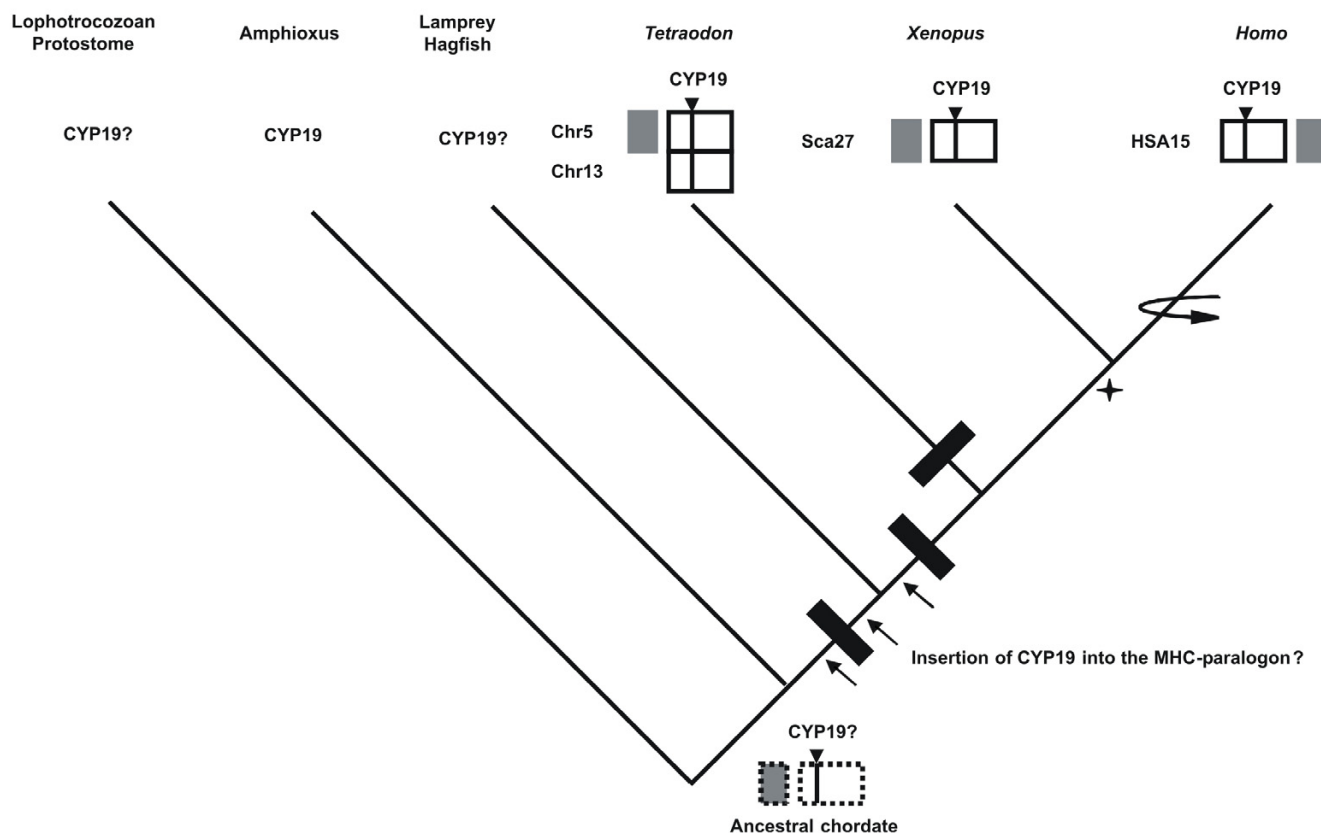 Lophotrocozoan
Protostome
Amphioxus
Lamprey
Hagfish
Tetraodon
Xenopus
Homo
CYP19?
CYP19
CYP19?
CYP19
Chr5
Chr13
CYP19
Sca27
CYP19
HSA15
Insertion of CYP19 into the MHC-paralogon?
CYP19?
Ancestral chordate